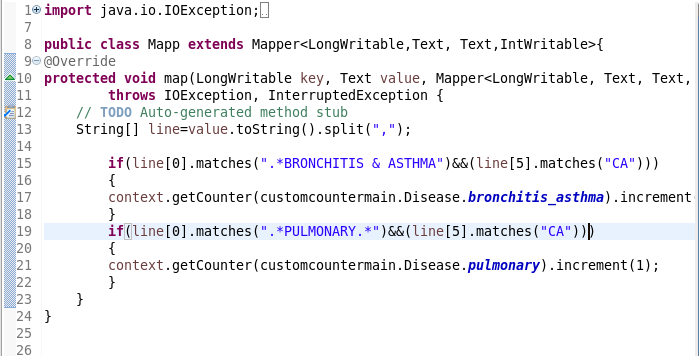 1 import java.io.IOException;
7
8 public class Mapp extends Mapper<LongWritable,Text, Text,IntWritable>{
9 @Override
10 protected void map(LongWritable key, Text value, Mapper<LongWritable, Text, Text,
11 throws IOException, InterruptedException {
12 // TODO Auto-generated method stub
13 String[] line=value.toString().split(",");
14
15 if(line[0].matches(".*BRONCHITIS & ASTHMA")&&(line[5].matches("CA")))
16 {
17 context.getCounter(customcountermain.Disease.bronchitis_asthma).increment
18 }
19 if(line[0].matches(".*PULMONARY.*")&&(line[5].matches("CA")))
20 {
21 context.getCounter(customcountermain.Disease.pulmonary).increment(1);
22 }
23 }
24 }
25
26